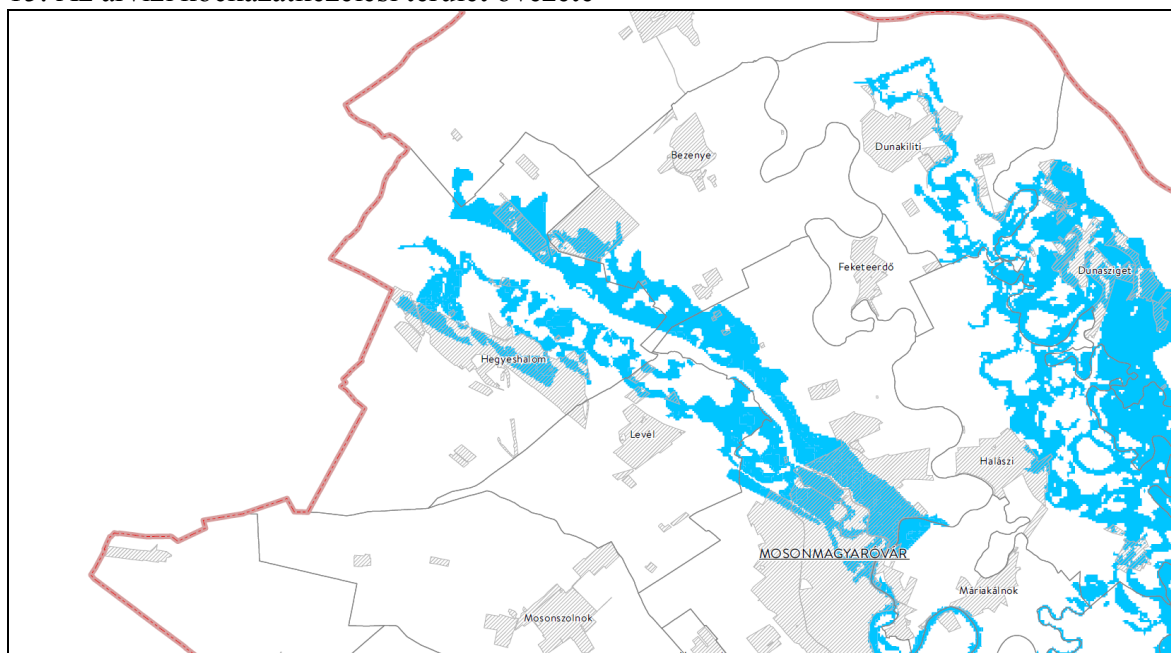 Bezenye
Dunakiliti
Feketeerdő
Dunasziget
Hegyeshalom
Levél
Halászi
MOSONMAGYARÓVÁR
Máriakálnok
Mosonszolnok